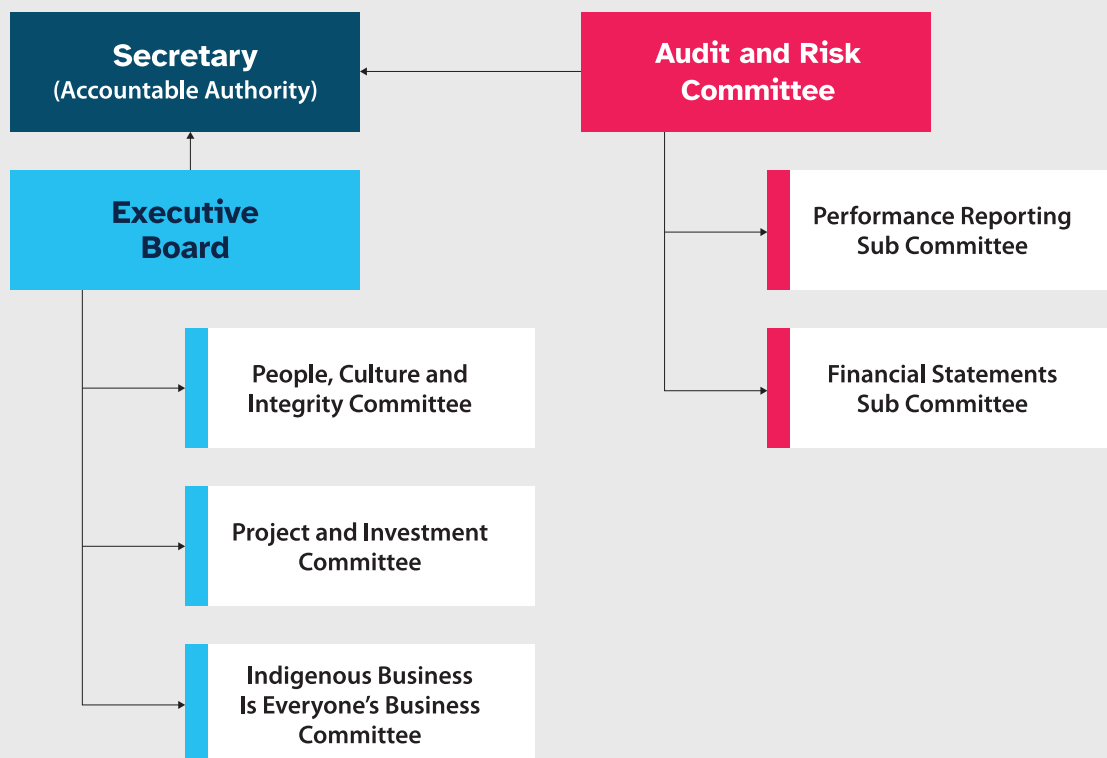 Secretary
(Accountable Authority)
Audit and Risk
Committee
Executive
Board
Performance Reporting
Sub Committee
People, Culture and
Integrity Committee
Financial Statements
Sub Committee
Project and Investment
Committee
Indigenous Business
Is Everyone’s Business
Committee